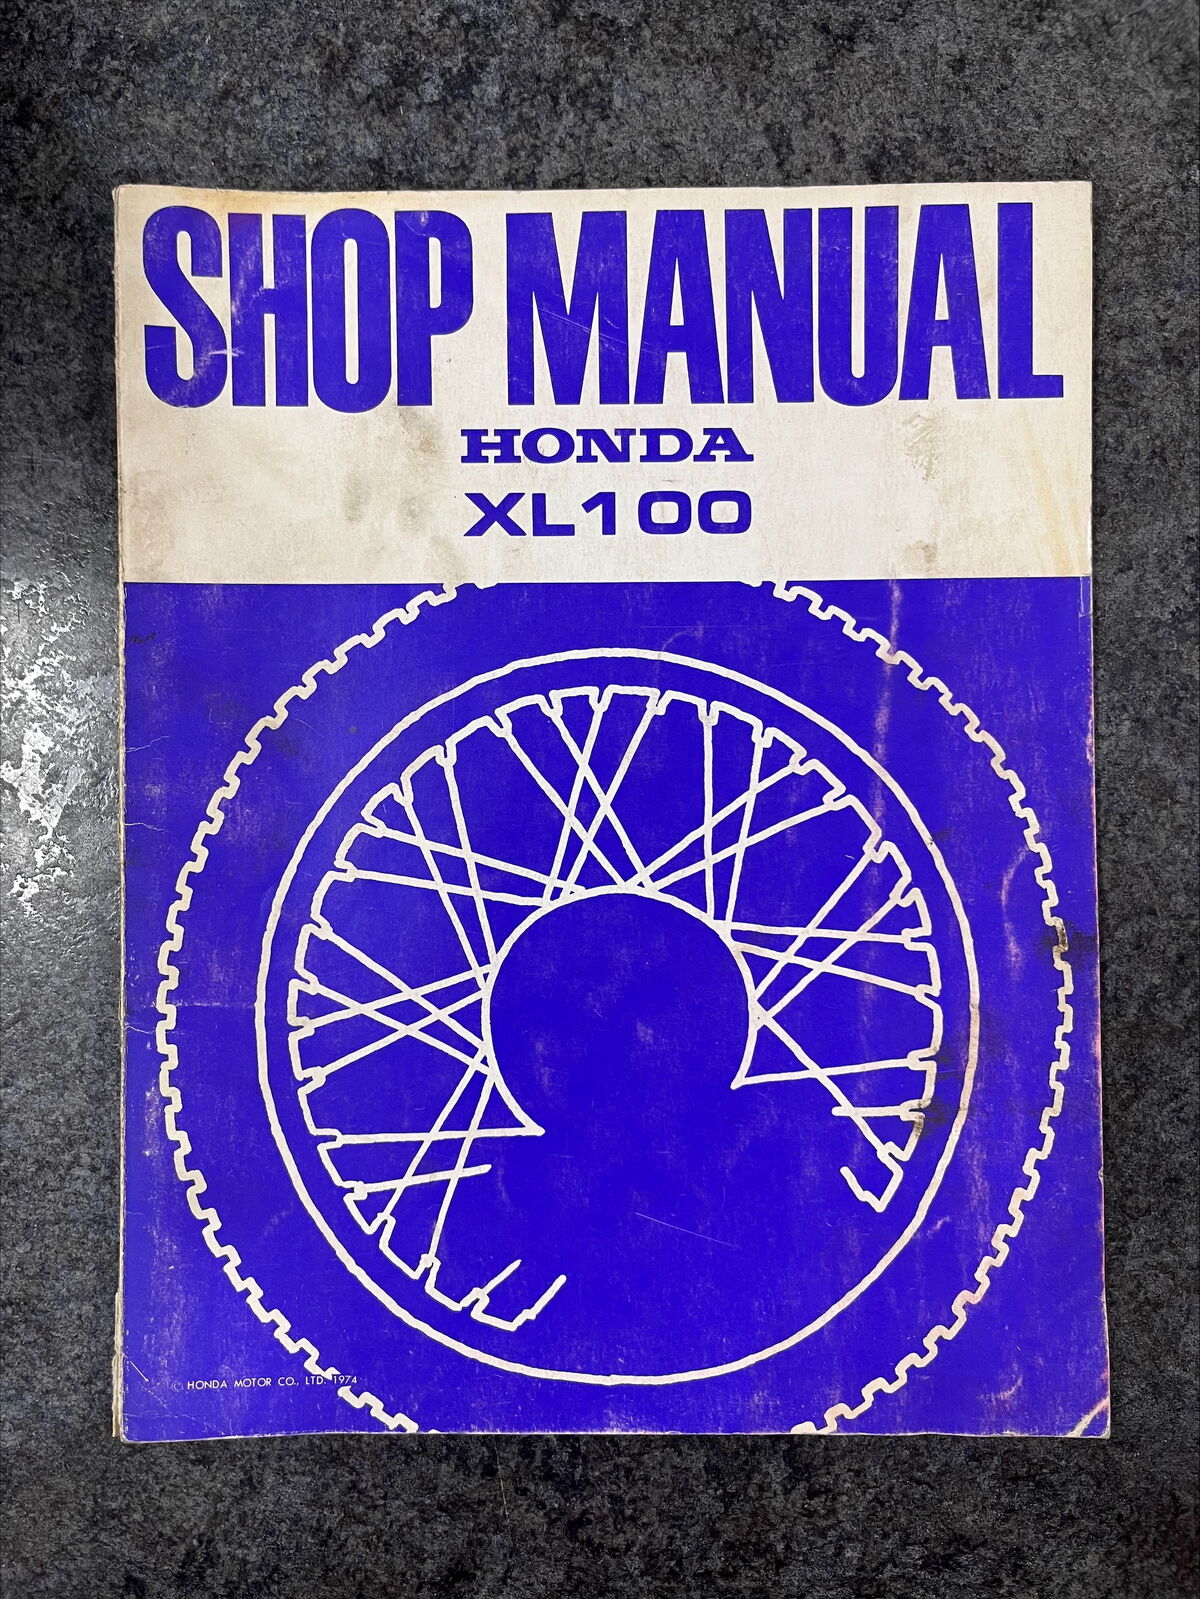 SHOP MANUAL
HONDA
XL100
© HONDA MOTOR CO., LTD. 1974